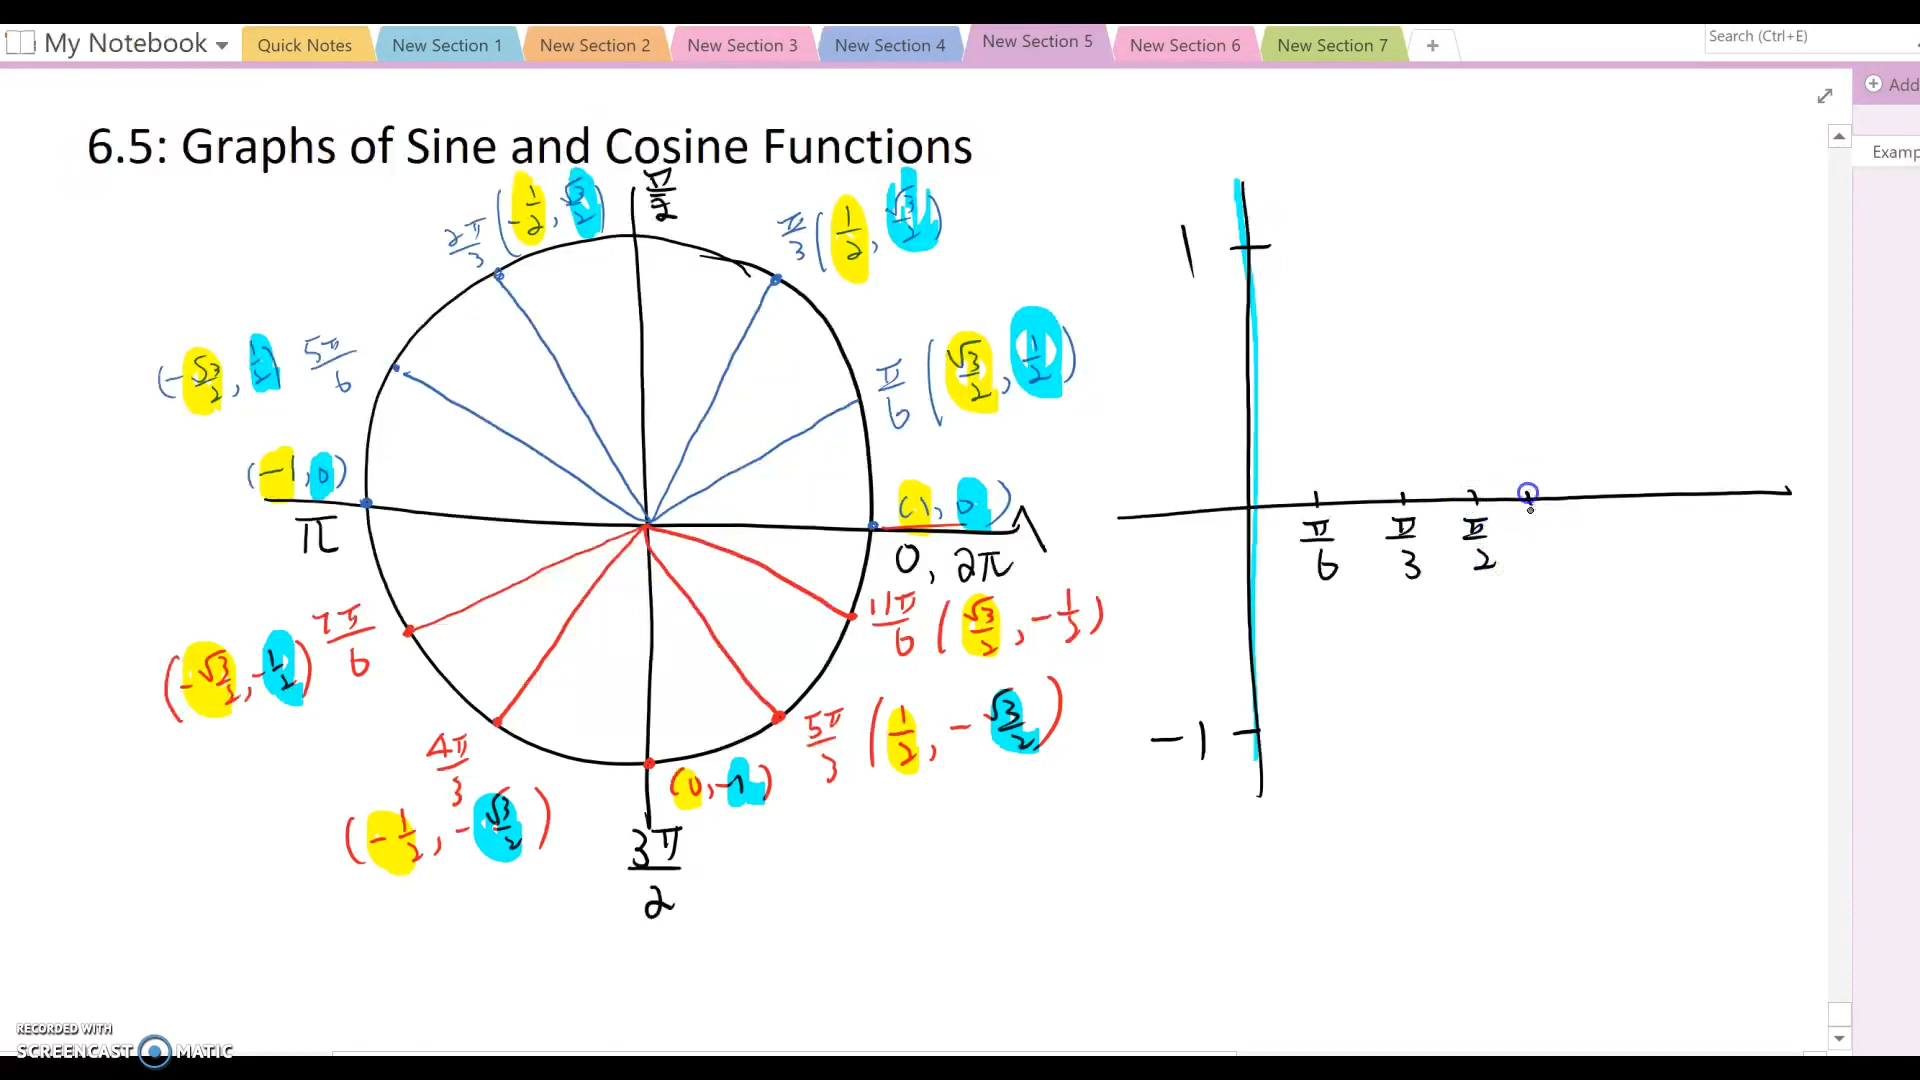 My Notebook
Quick Notes
New Section 1
New Section 2
New Section 3
New Section 4
New Section 5
New Section 6
New Section 7
+
Search (Ctrl+E)
Add
Examp
6.5: Graphs of Sine and Cosine Functions
π/2
2π/3 (-1/2, √3/2)
π/3 (1/2, √3/2)
(-√3/2, 1/2) 5π/6
π/6 (√3/2, 1/2)
(-1, 0)
π
(1, 0)
0, 2π
(-√3/2, -1/2) 7π/6
11π/6 (√3/2, -1/2)
4π/3
(-1/2, -√3/2)
(0, -1)
5π/3 (1/2, -√3/2)
3π/2
1
π/6 π/3 π/2
-1
RECORDED WITH
SCREENCAST MATIC